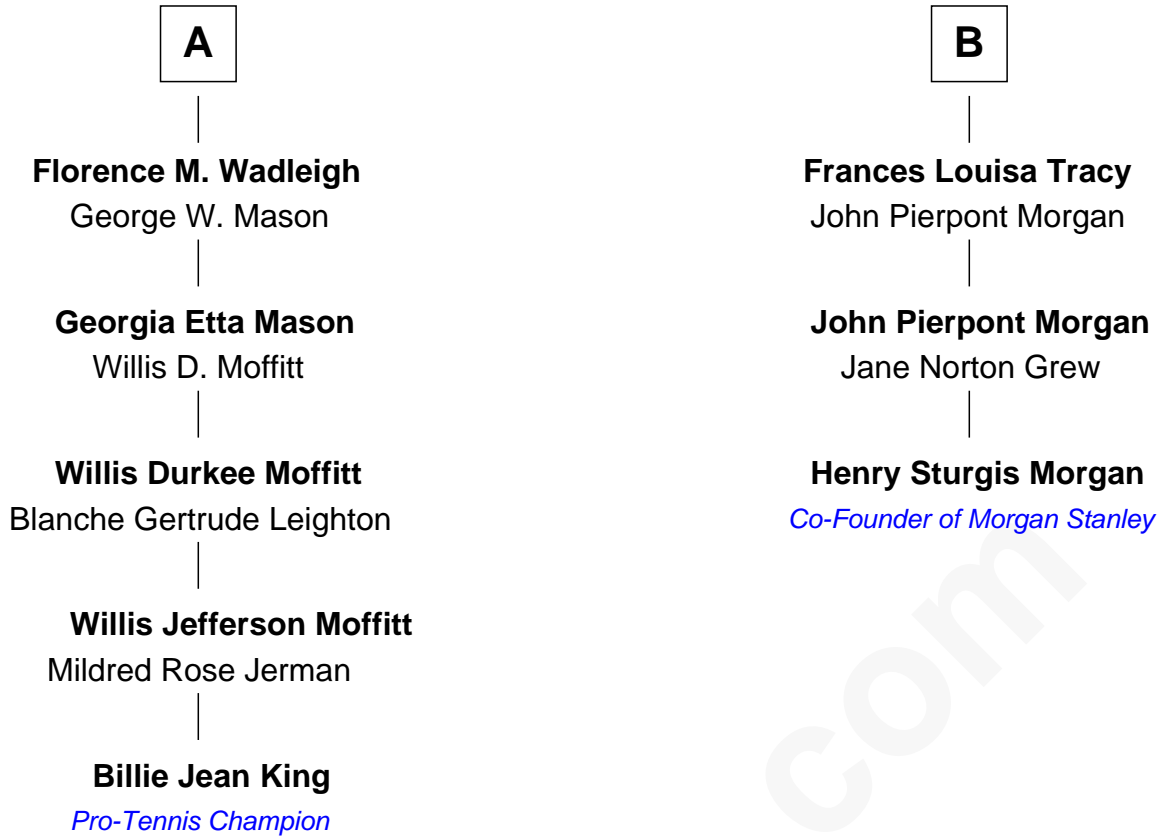 A
Florence M. Wadleigh
George W. Mason
Georgia Etta Mason
Willis D. Moffitt
Willis Durkee Moffitt
Blanche Gertrude Leighton
Willis Jefferson Moffitt
Mildred Rose Jerman
Billie Jean King
Pro-Tennis Champion
B
Frances Louisa Tracy
John Pierpont Morgan
John Pierpont Morgan
Jane Norton Grew
Henry Sturgis Morgan
Co-Founder of Morgan Stanley
com